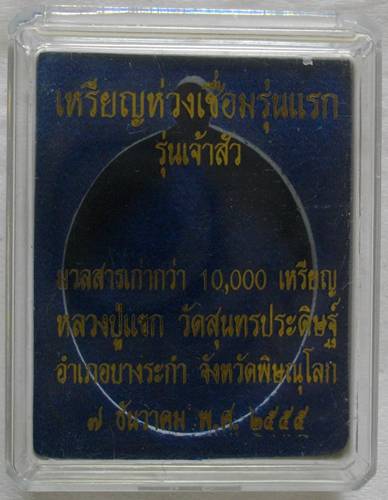 เหรียญห่วงเชื่อมรุ่นแรก
รุ่นเจ้าสัว
มวลสารเก่ากว่า 10,000 เหรียญ
หลวงปู่แขก วัดสุนทรประดิษฐ์
อำเภอบางระกำ จังหวัดพิษณุโลก
๗ ธันวาคม พ.ศ. ๒๕๕๕